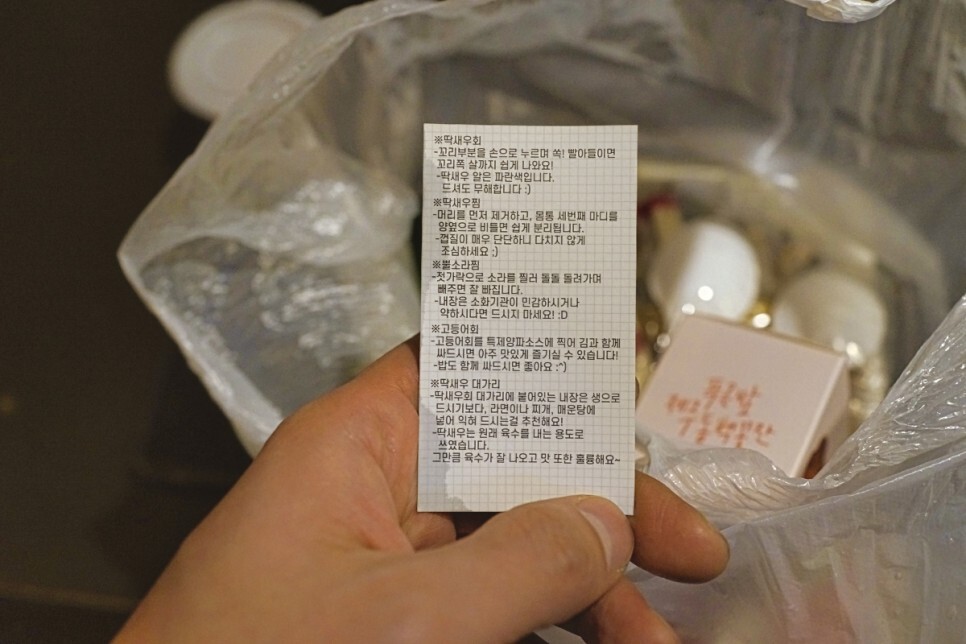 ※딱새우회
-꼬리부분을 손으로 누르며 쏙! 빨아들이면
꼬리쪽 살까지 쉽게 나와요!
-딱새우 알은 파란색입니다.
드셔도 무해합니다 :)
※딱새우찜
-머리를 먼저 제거하고, 몸통 세번째 마디를
양옆으로 비틀면 쉽게 분리됩니다.
-껍질이 매우 단단하니 다치지 않게
조심하세요 ;)
※뿔소라찜
-젓가락으로 소라를 찔러 돌돌 돌려가며
빼주면 잘 빠집니다.
-내장은 소화기관이 민감하시거나
약하시다면 드시지 마세요! :D
※고등어회
-고등어회를 특제양파소스에 찍어 김과 함께
싸드시면 아주 맛있게 즐기실 수 있습니다!
-밥도 함께 싸드시면 좋아요 :^)
※딱새우 대가리
-딱새우회 대가리에 붙어있는 내장은 생으로
드시기보다, 라면이나 찌개, 매운탕에
넣어 익혀 드시는걸 추천해요!
-딱새우는 원래 육수를 내는 용도로
쓰였습니다.
그만큼 육수가 잘 나오고 맛 또한 훌륭해요~